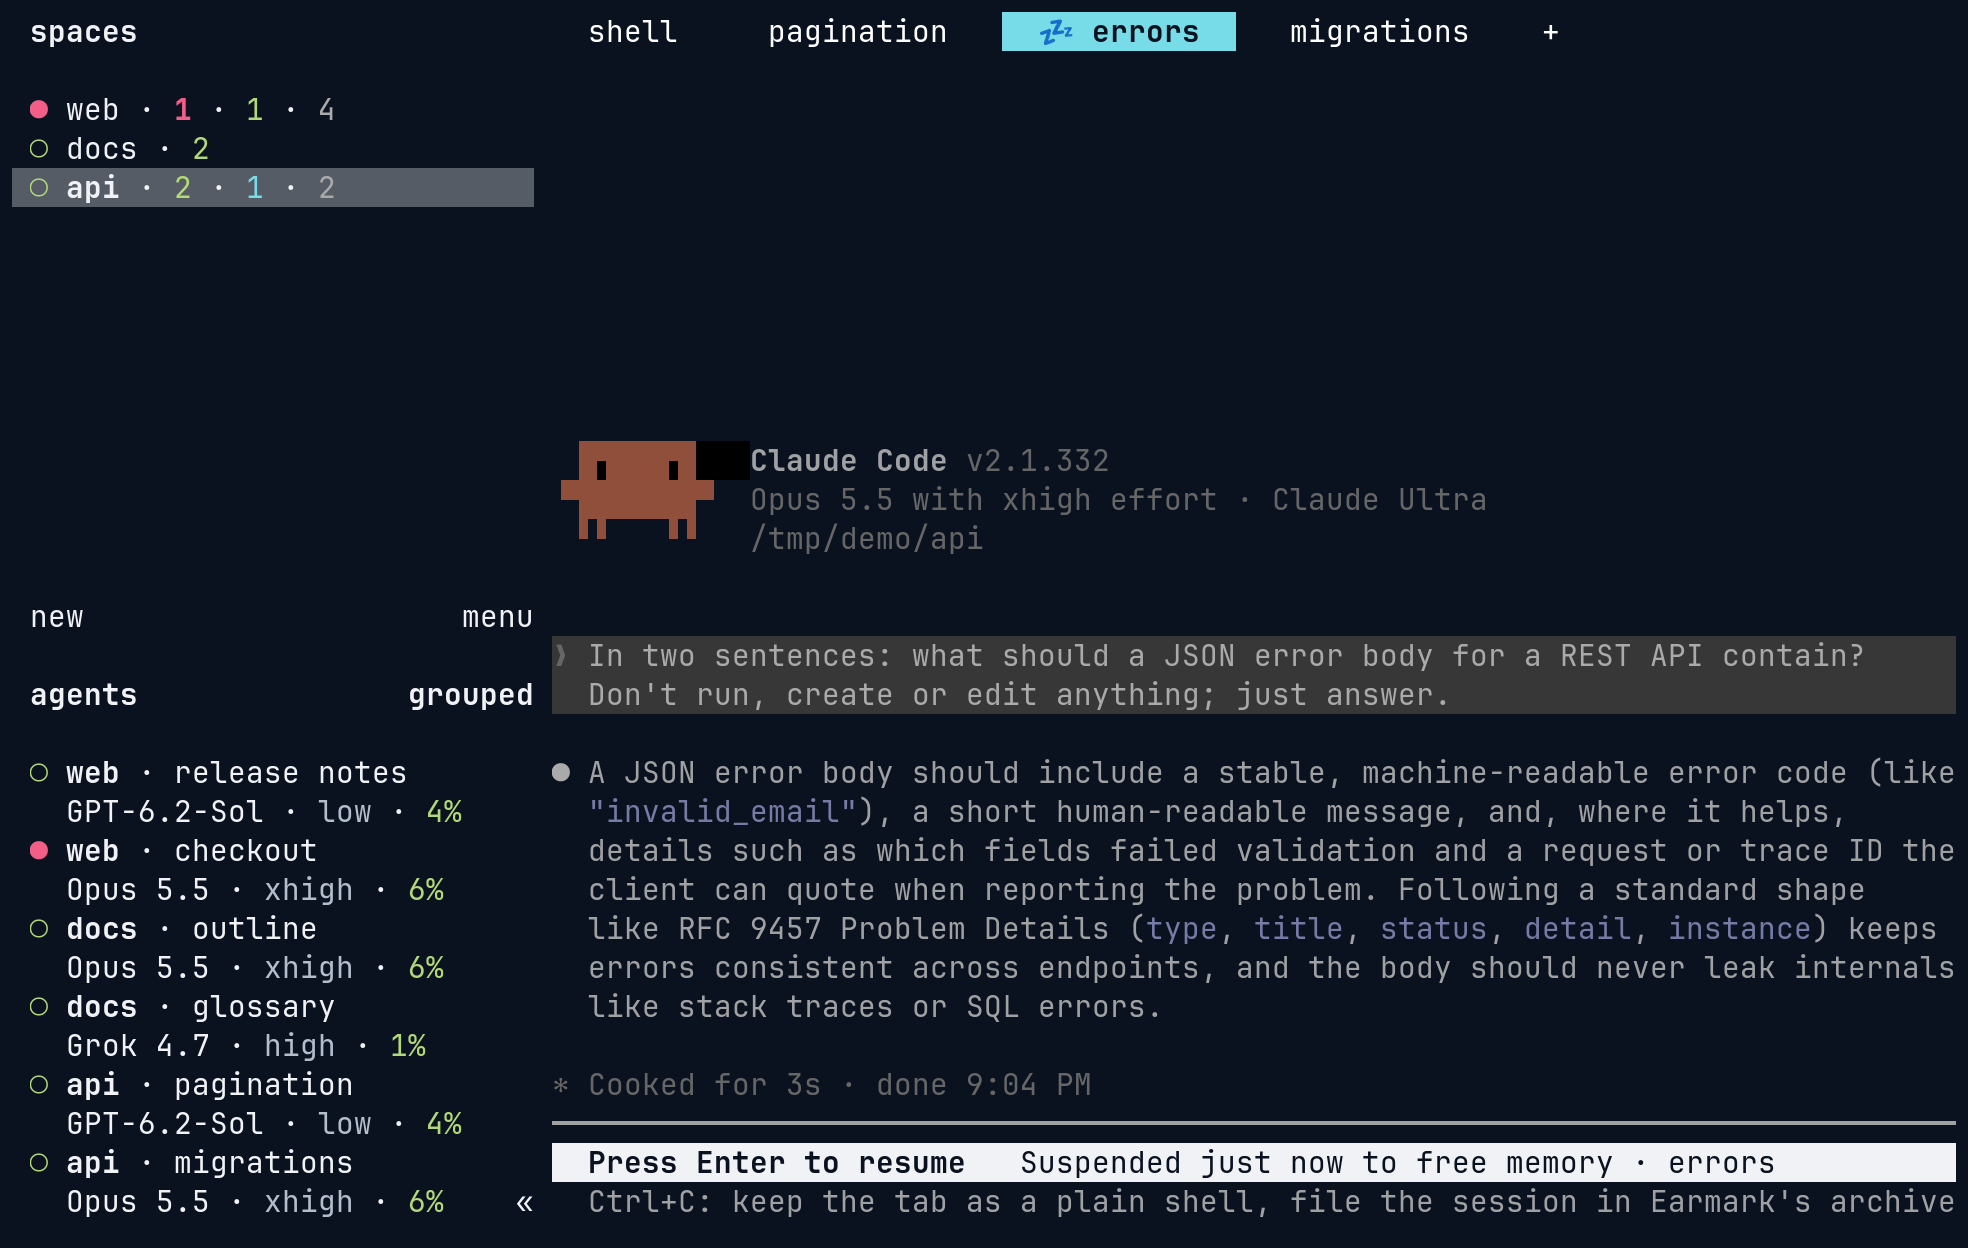 spaces
● web · 1 · 1 · 4
○ docs · 2
○ api · 2 · 1 · 2
new menu
agents grouped
○ web · release notes
GPT-6.2-Sol · low · 4%
● web · checkout
Opus 5.5 · xhigh · 6%
○ docs · outline
Opus 5.5 · xhigh · 6%
○ docs · glossary
Grok 4.7 · high · 1%
○ api · pagination
GPT-6.2-Sol · low · 4%
○ api · migrations
Opus 5.5 · xhigh · 6% «
shell pagination 💤 errors migrations +
Claude Code v2.1.332
Opus 5.5 with xhigh effort · Claude Ultra
/tmp/demo/api
❯ In two sentences: what should a JSON error body for a REST API contain?
Don't run, create or edit anything; just answer.
● A JSON error body should include a stable, machine-readable error code (like
"invalid_email"), a short human-readable message, and, where it helps,
details such as which fields failed validation and a request or trace ID the
client can quote when reporting the problem. Following a standard shape
like RFC 9457 Problem Details (type, title, status, detail, instance) keeps
errors consistent across endpoints, and the body should never leak internals
like stack traces or SQL errors.
✻ Cooked for 3s · done 9:04 PM
Press Enter to resume Suspended just now to free memory · errors
Ctrl+C: keep the tab as a plain shell, file the session in Earmark's archive